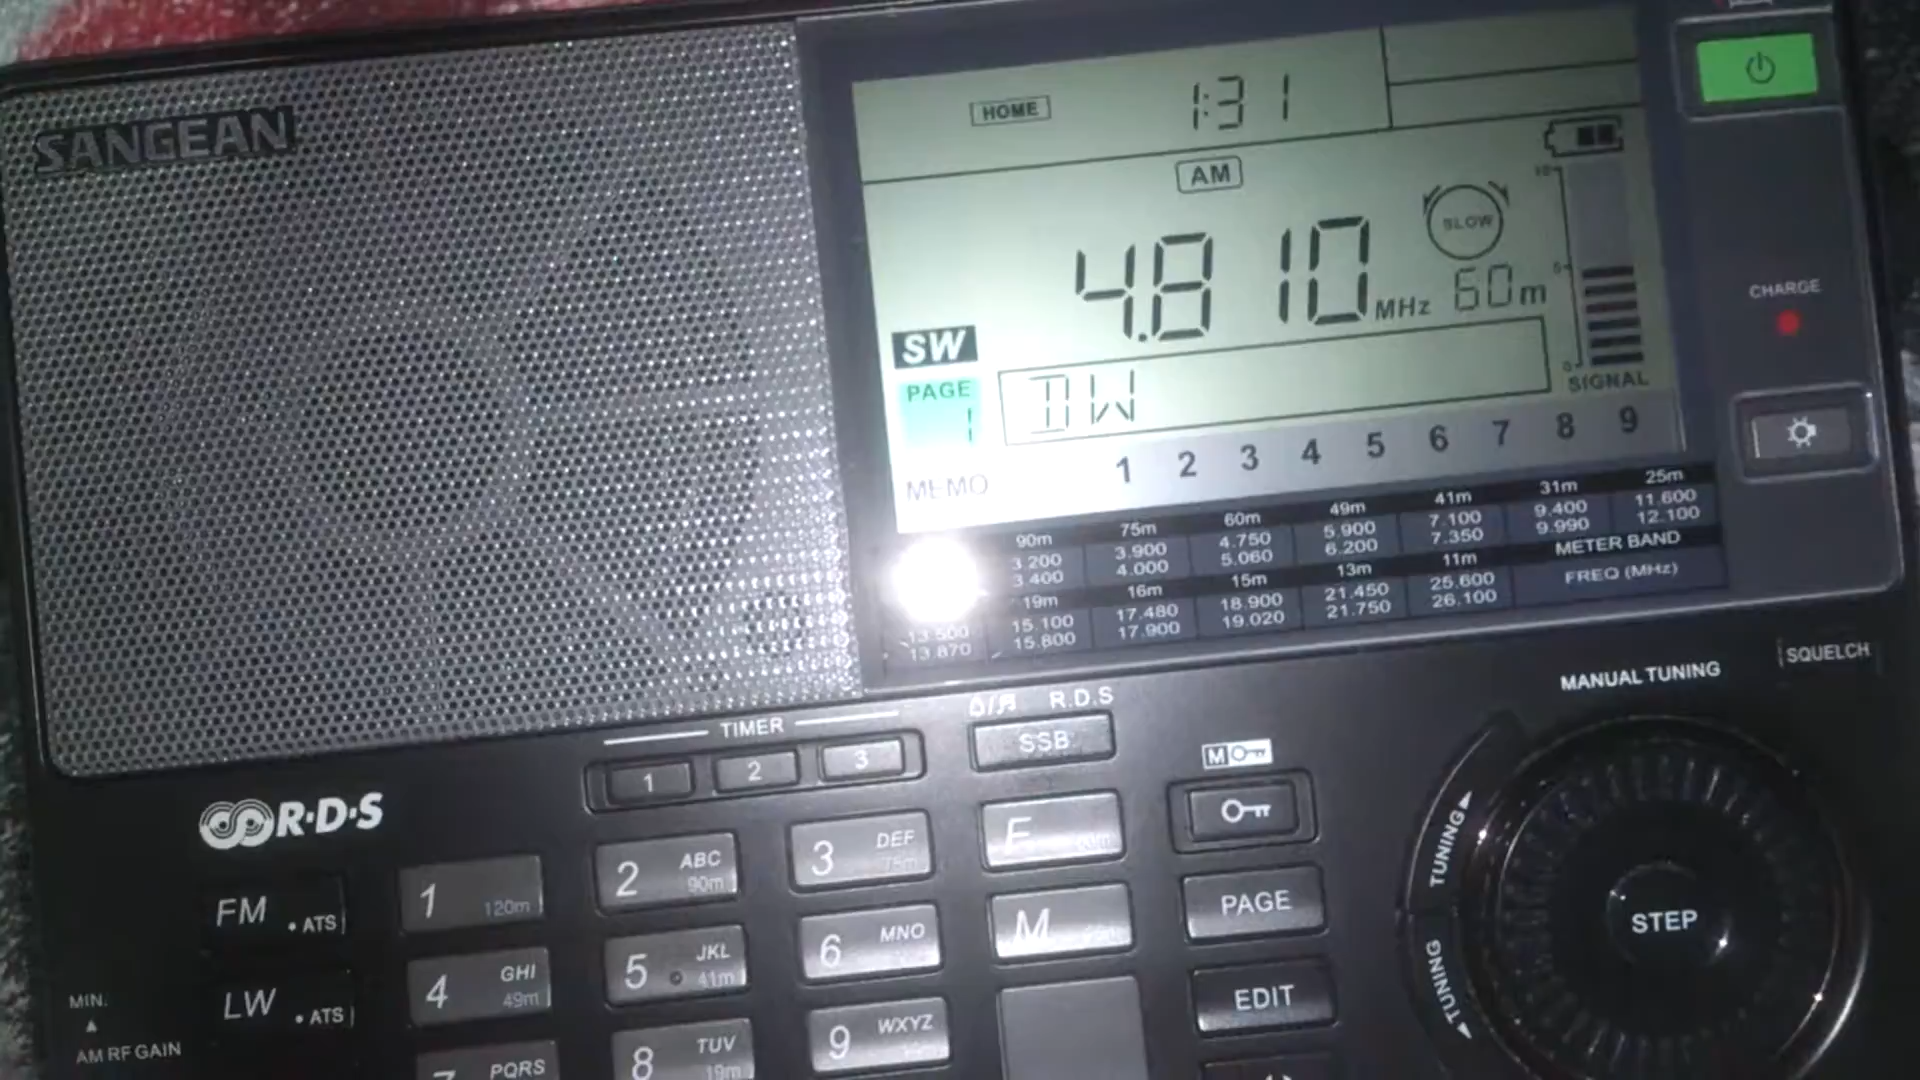 SANGEAN
HOME 1:31
AM
SLOW
4.810 MHz 60m
10
5
0
SIGNAL
SW
PAGE
1
DW
MEMO
1 2 3 4 5 6 7 8 9
90m 75m 60m 49m 41m 31m 25m
3.200 3.900 4.750 5.900 7.100 9.400 11.600
3.400 4.000 5.060 6.200 7.350 9.990 12.100
19m 16m 15m 13m 11m METER BAND
13.500 15.100 17.480 18.900 21.450 25.600 FREQ (MHz)
13.870 15.800 17.900 19.020 21.750 26.100
CHARGE
SQUELCH
MANUAL TUNING
TIMER
1 2 3
R.D.S
SSB
M
R·D·S
FM • ATS
LW • ATS
1 120m
2 ABC 90m
3 DEF 75m
F
4 GHI 49m
5 JKL 41m
6 MNO
M
PQRS
8 TUV 19m
9 WXYZ
PAGE
EDIT
TUNING
TUNING
STEP
MIN.
AM RF GAIN